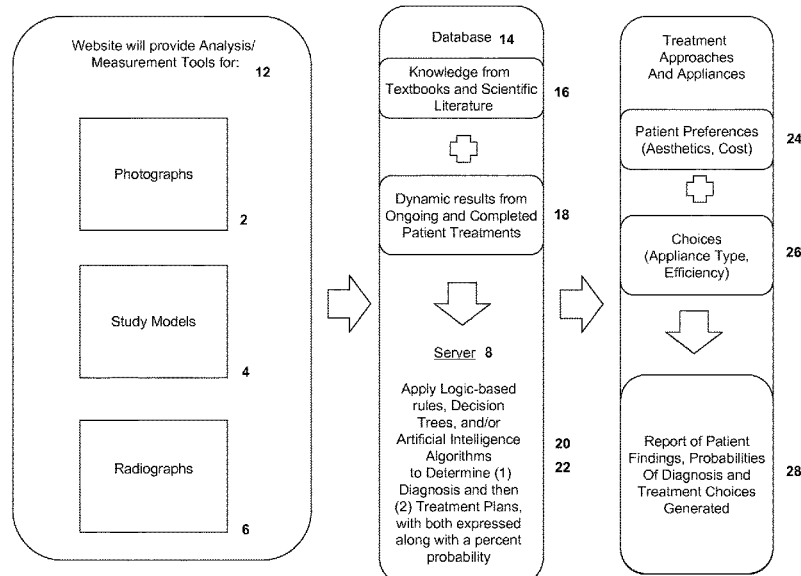 Website will provide Analysis/
Measurement Tools for: 12
Photographs
2
Study Models
4
Radiographs
6
Database 14
Knowledge from
Textbooks and Scientific
Literature
16
Dynamic results from
Ongoing and Completed
Patient Treatments
18
Server 8
Apply Logic-based
rules, Decision
Trees, and/or
Artificial Intelligence
Algorithms
to Determine (1)
Diagnosis and then
(2) Treatment Plans,
with both expressed
along with a percent
probability
20
22
Treatment
Approaches
And Appliances
Patient Preferences
(Aesthetics, Cost)
24
Choices
(Appliance Type,
Efficiency)
26
Report of Patient
Findings, Probabilities
Of Diagnosis and
Treatment Choices
Generated
28